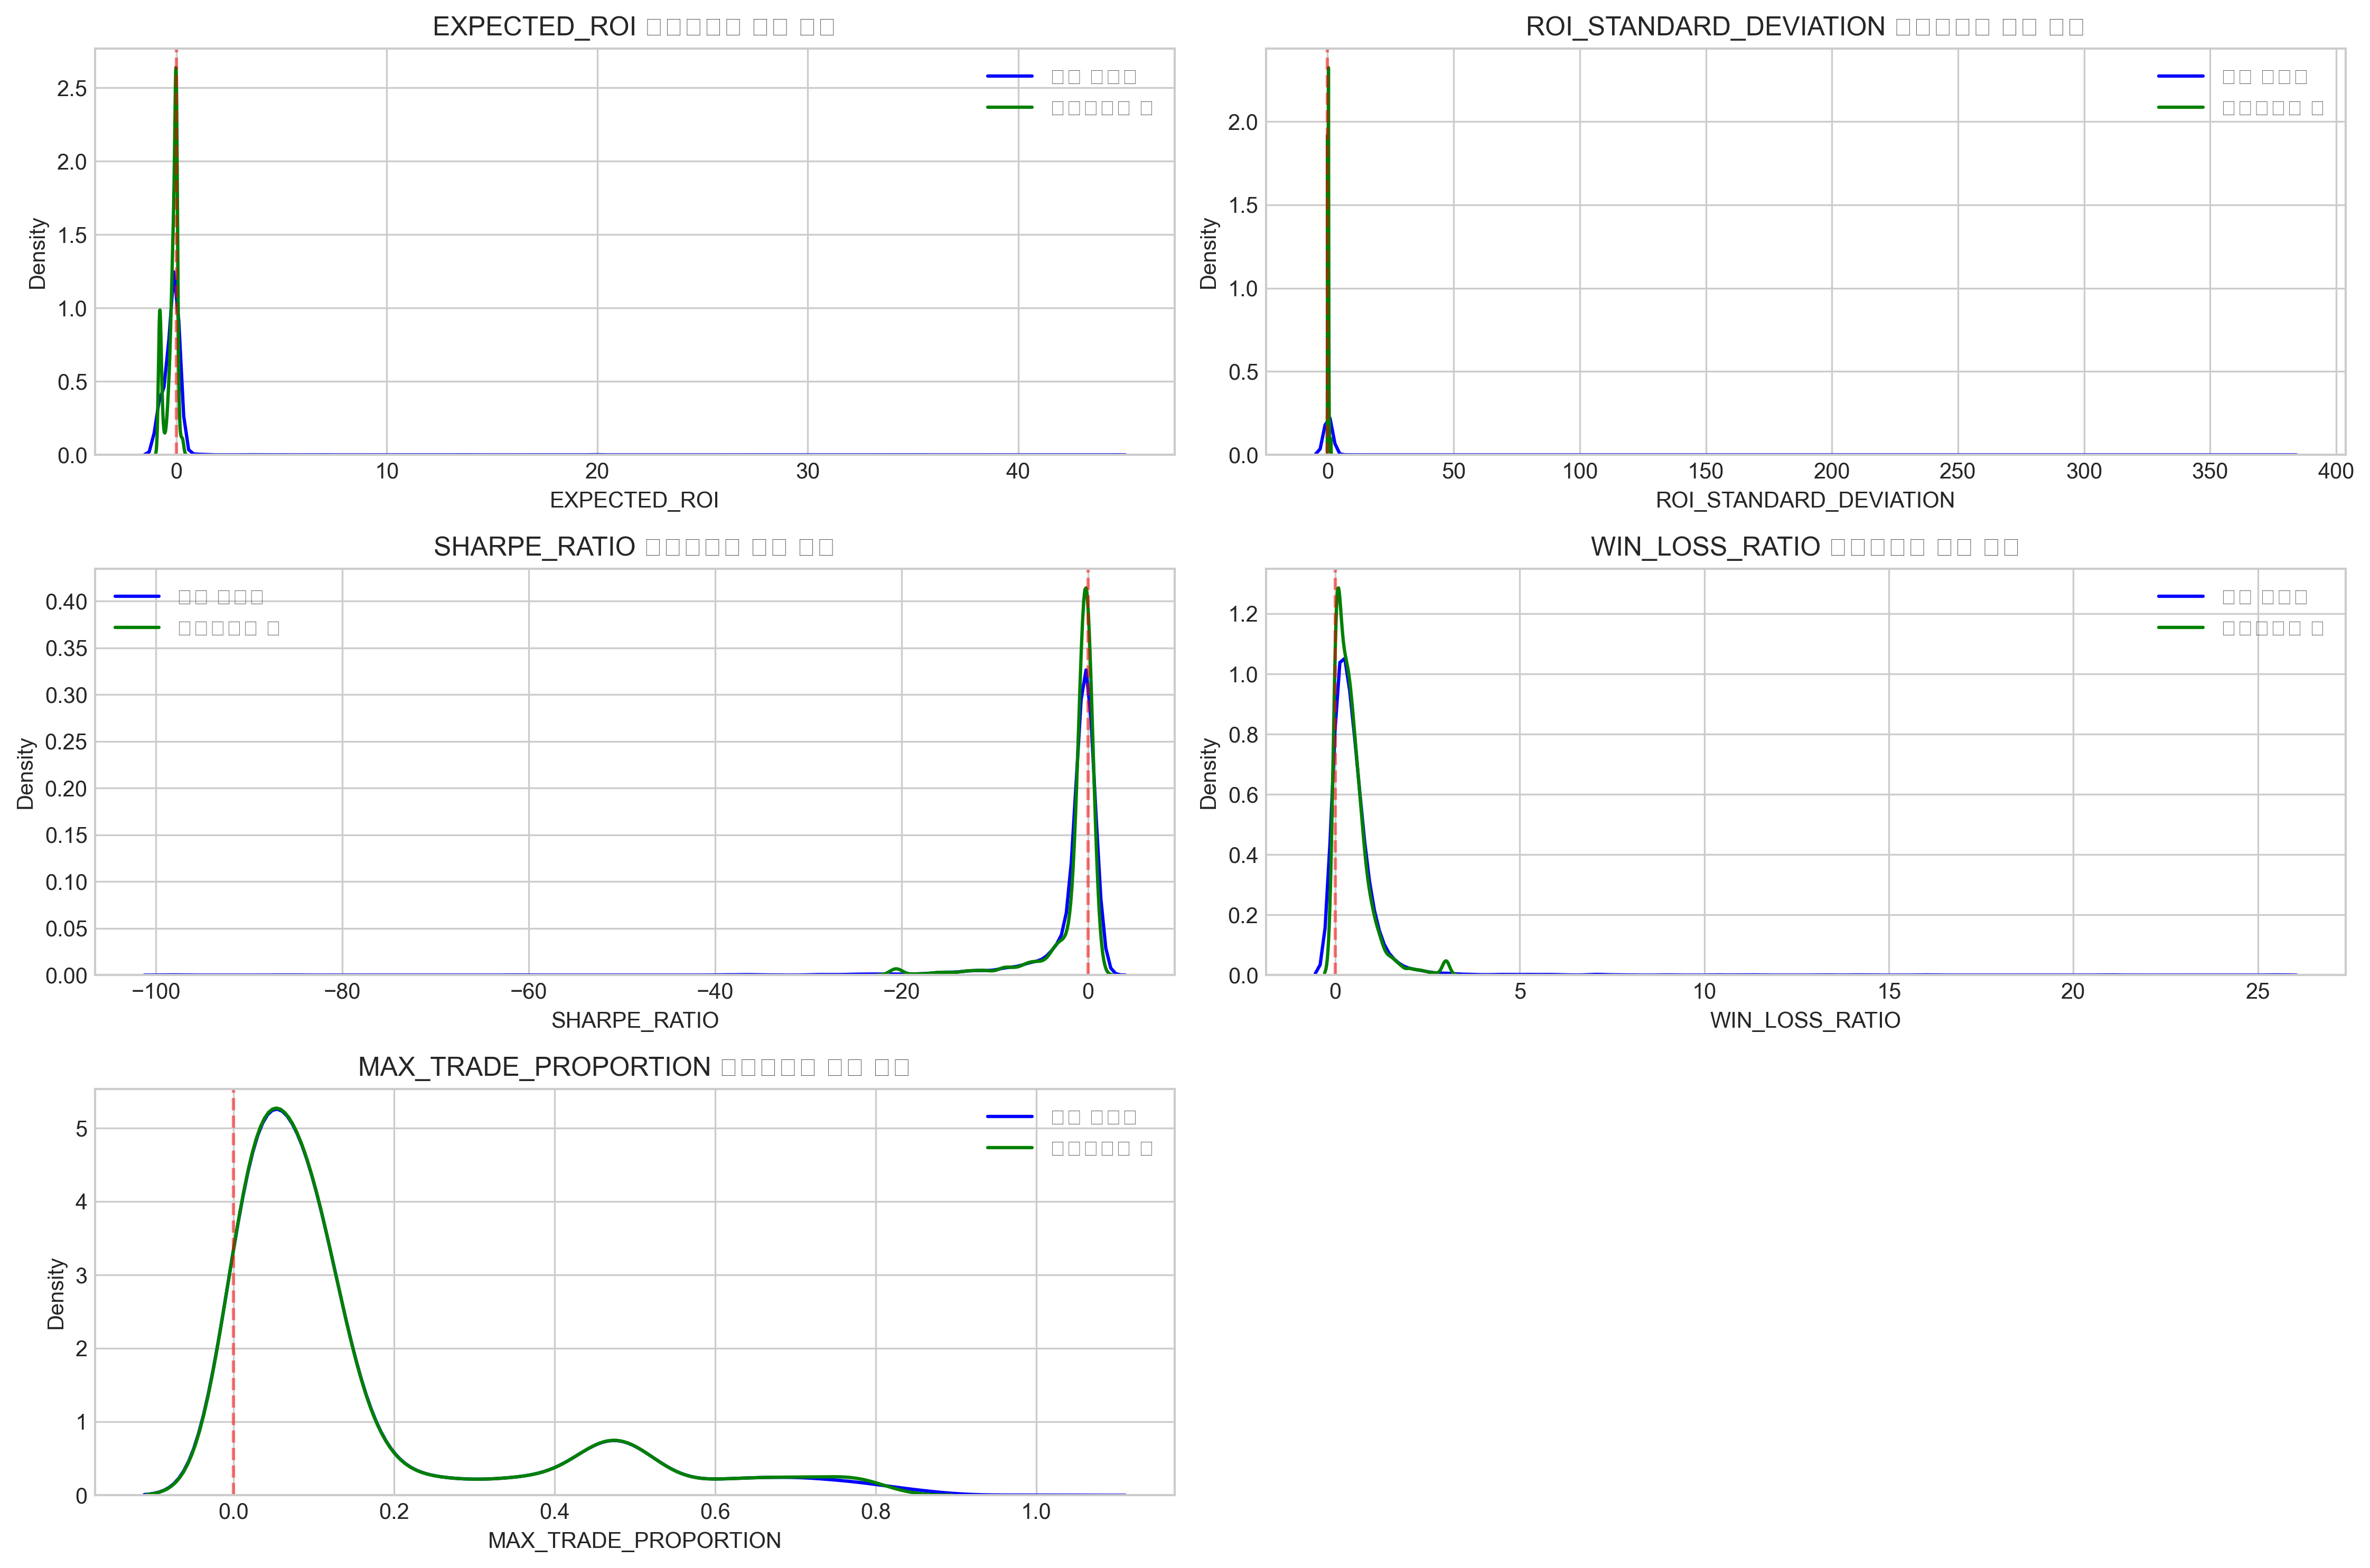 EXPECTED_ROI
2.5
2.0
1.5
1.0
0.5
0.0
Density
0 10 20 30 40
EXPECTED_ROI
ROI_STANDARD_DEVIATION
2.0
1.5
1.0
0.5
0.0
Density
0 50 100 150 200 250 300 350 400
ROI_STANDARD_DEVIATION
SHARPE_RATIO
0.40
0.35
0.30
0.25
0.20
0.15
0.10
0.05
0.00
Density
−100 −80 −60 −40 −20 0
SHARPE_RATIO
WIN_LOSS_RATIO
1.2
1.0
0.8
0.6
0.4
0.2
0.0
Density
0 5 10 15 20 25
WIN_LOSS_RATIO
MAX_TRADE_PROPORTION
5
4
3
2
1
0
Density
0.0 0.2 0.4 0.6 0.8 1.0
MAX_TRADE_PROPORTION